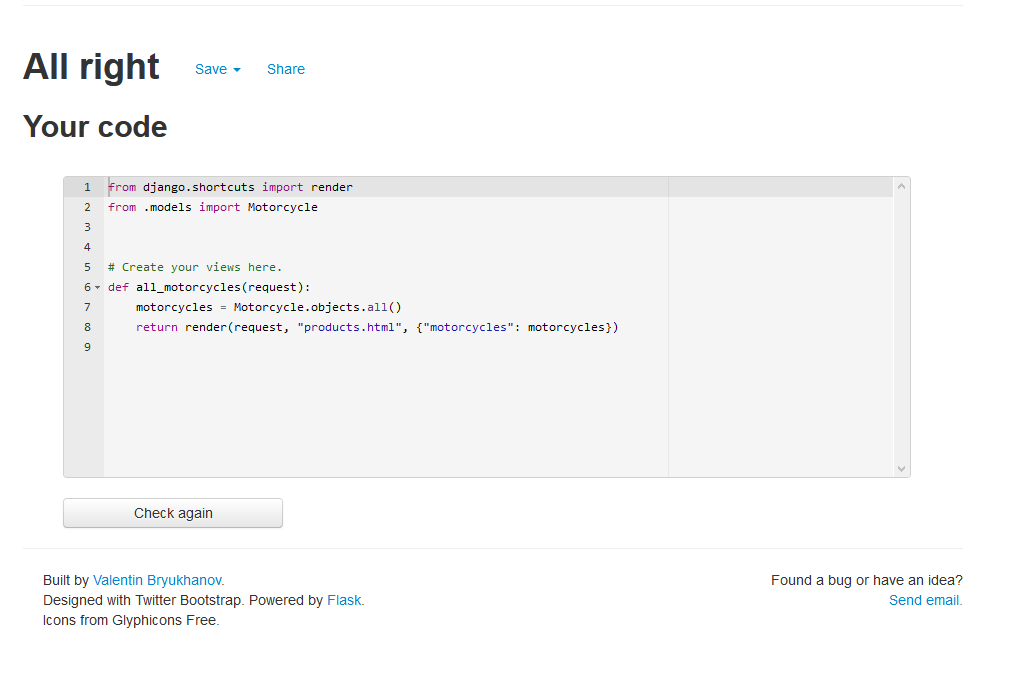 All right Save Share
Your code
1 from django.shortcuts import render
2 from .models import Motorcycle
3
4
5 # Create your views here.
6 def all_motorcycles(request):
7     motorcycles = Motorcycle.objects.all()
8     return render(request, "products.html", {"motorcycles": motorcycles})
9
Check again
Built by Valentin Bryukhanov.
Designed with Twitter Bootstrap. Powered by Flask.
Icons from Glyphicons Free.
Found a bug or have an idea?
Send email.